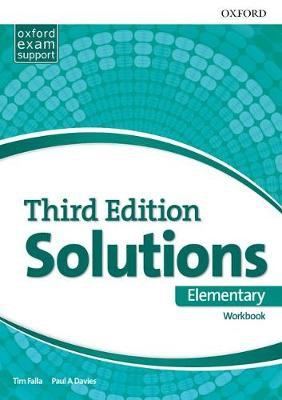 OXFORD
oxford
exam
support
Third Edition
Solutions
Elementary
Workbook
Tim Falla Paul A Davies